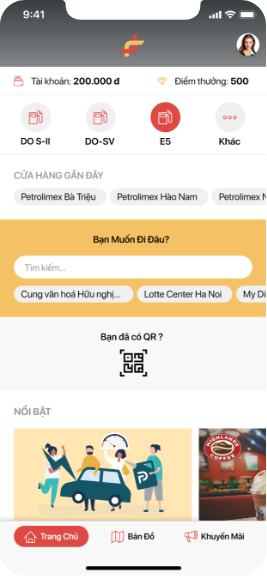 9:41
Tài khoản: 200.000 đ
Điểm thưởng: 500
DO S-II
DO-SV
E5
Khác
CỬA HÀNG GẦN ĐÂY
Petrolimex Bà Triệu
Petrolimex Hào Nam
Petrolimex
Bạn Muốn Đi Đâu?
Tìm kiếm...
Cung văn hoá Hữu nghị...
Lotte Center Ha Noi
My Di
Bạn đã có QR ?
NỔI BẬT
HIGHLANDS
COFFEE
P
Trang Chủ
Bản Đồ
Khuyến Mãi